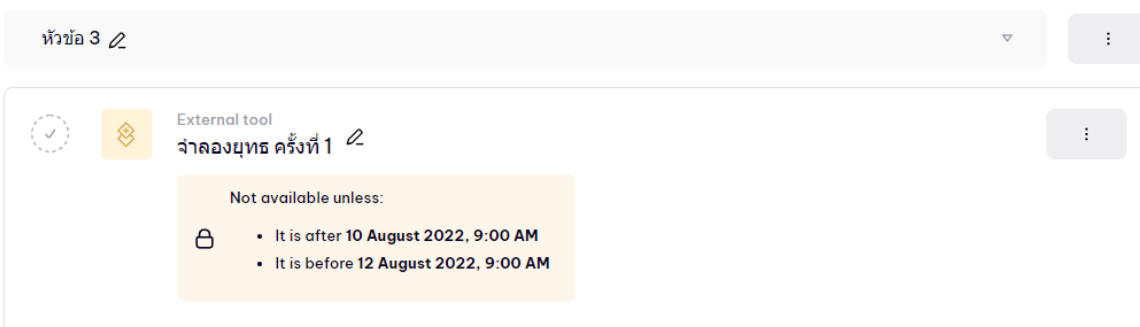 หัวข้อ 3
External tool
จำลองยุทธ ครั้งที่ 1
Not available unless:
• It is after 10 August 2022, 9:00 AM
• It is before 12 August 2022, 9:00 AM